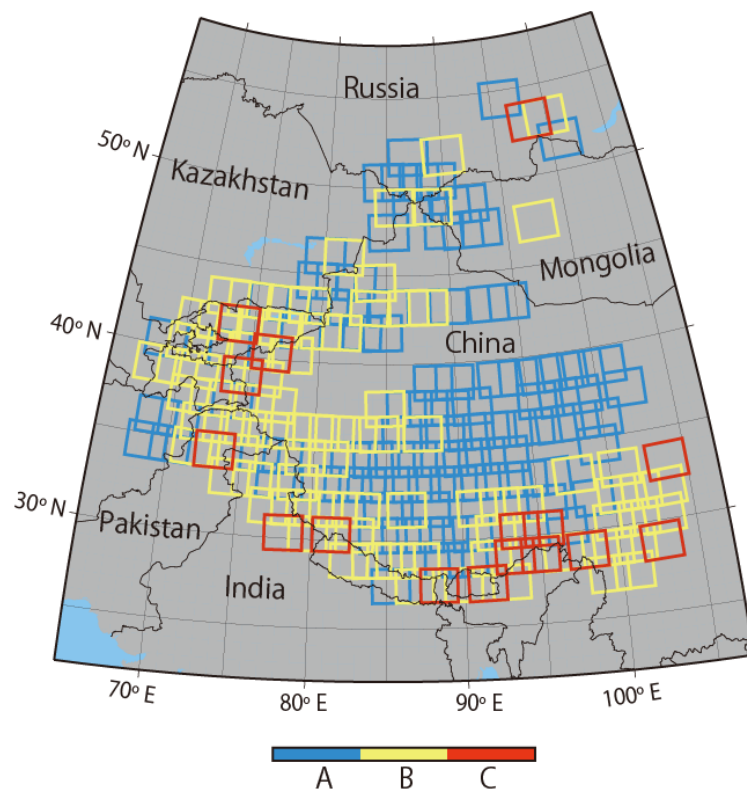 Russia
50° N
Kazakhstan
Mongolia
40° N
China
30° N
Pakistan
India
70° E
80° E
90° E
100° E
A
B
C